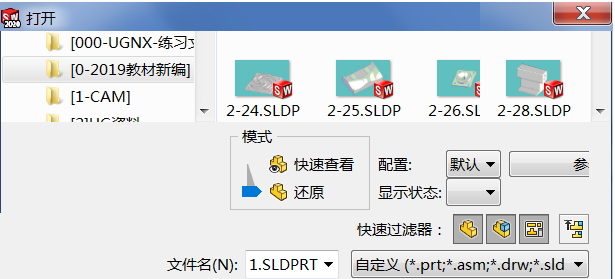 打开
[000-UGNX-练习文
[0-2019教材新编]
[1-CAM]
2-24.SLDP
2-25.SLDP
2-26.SL
2-28.SLDP
模式
快速查看
还原
配置:
默认
参
显示状态:
快速过滤器：
文件名(N):
1.SLDPRT
自定义 (*.prt;*.asm;*.drw;*.sld